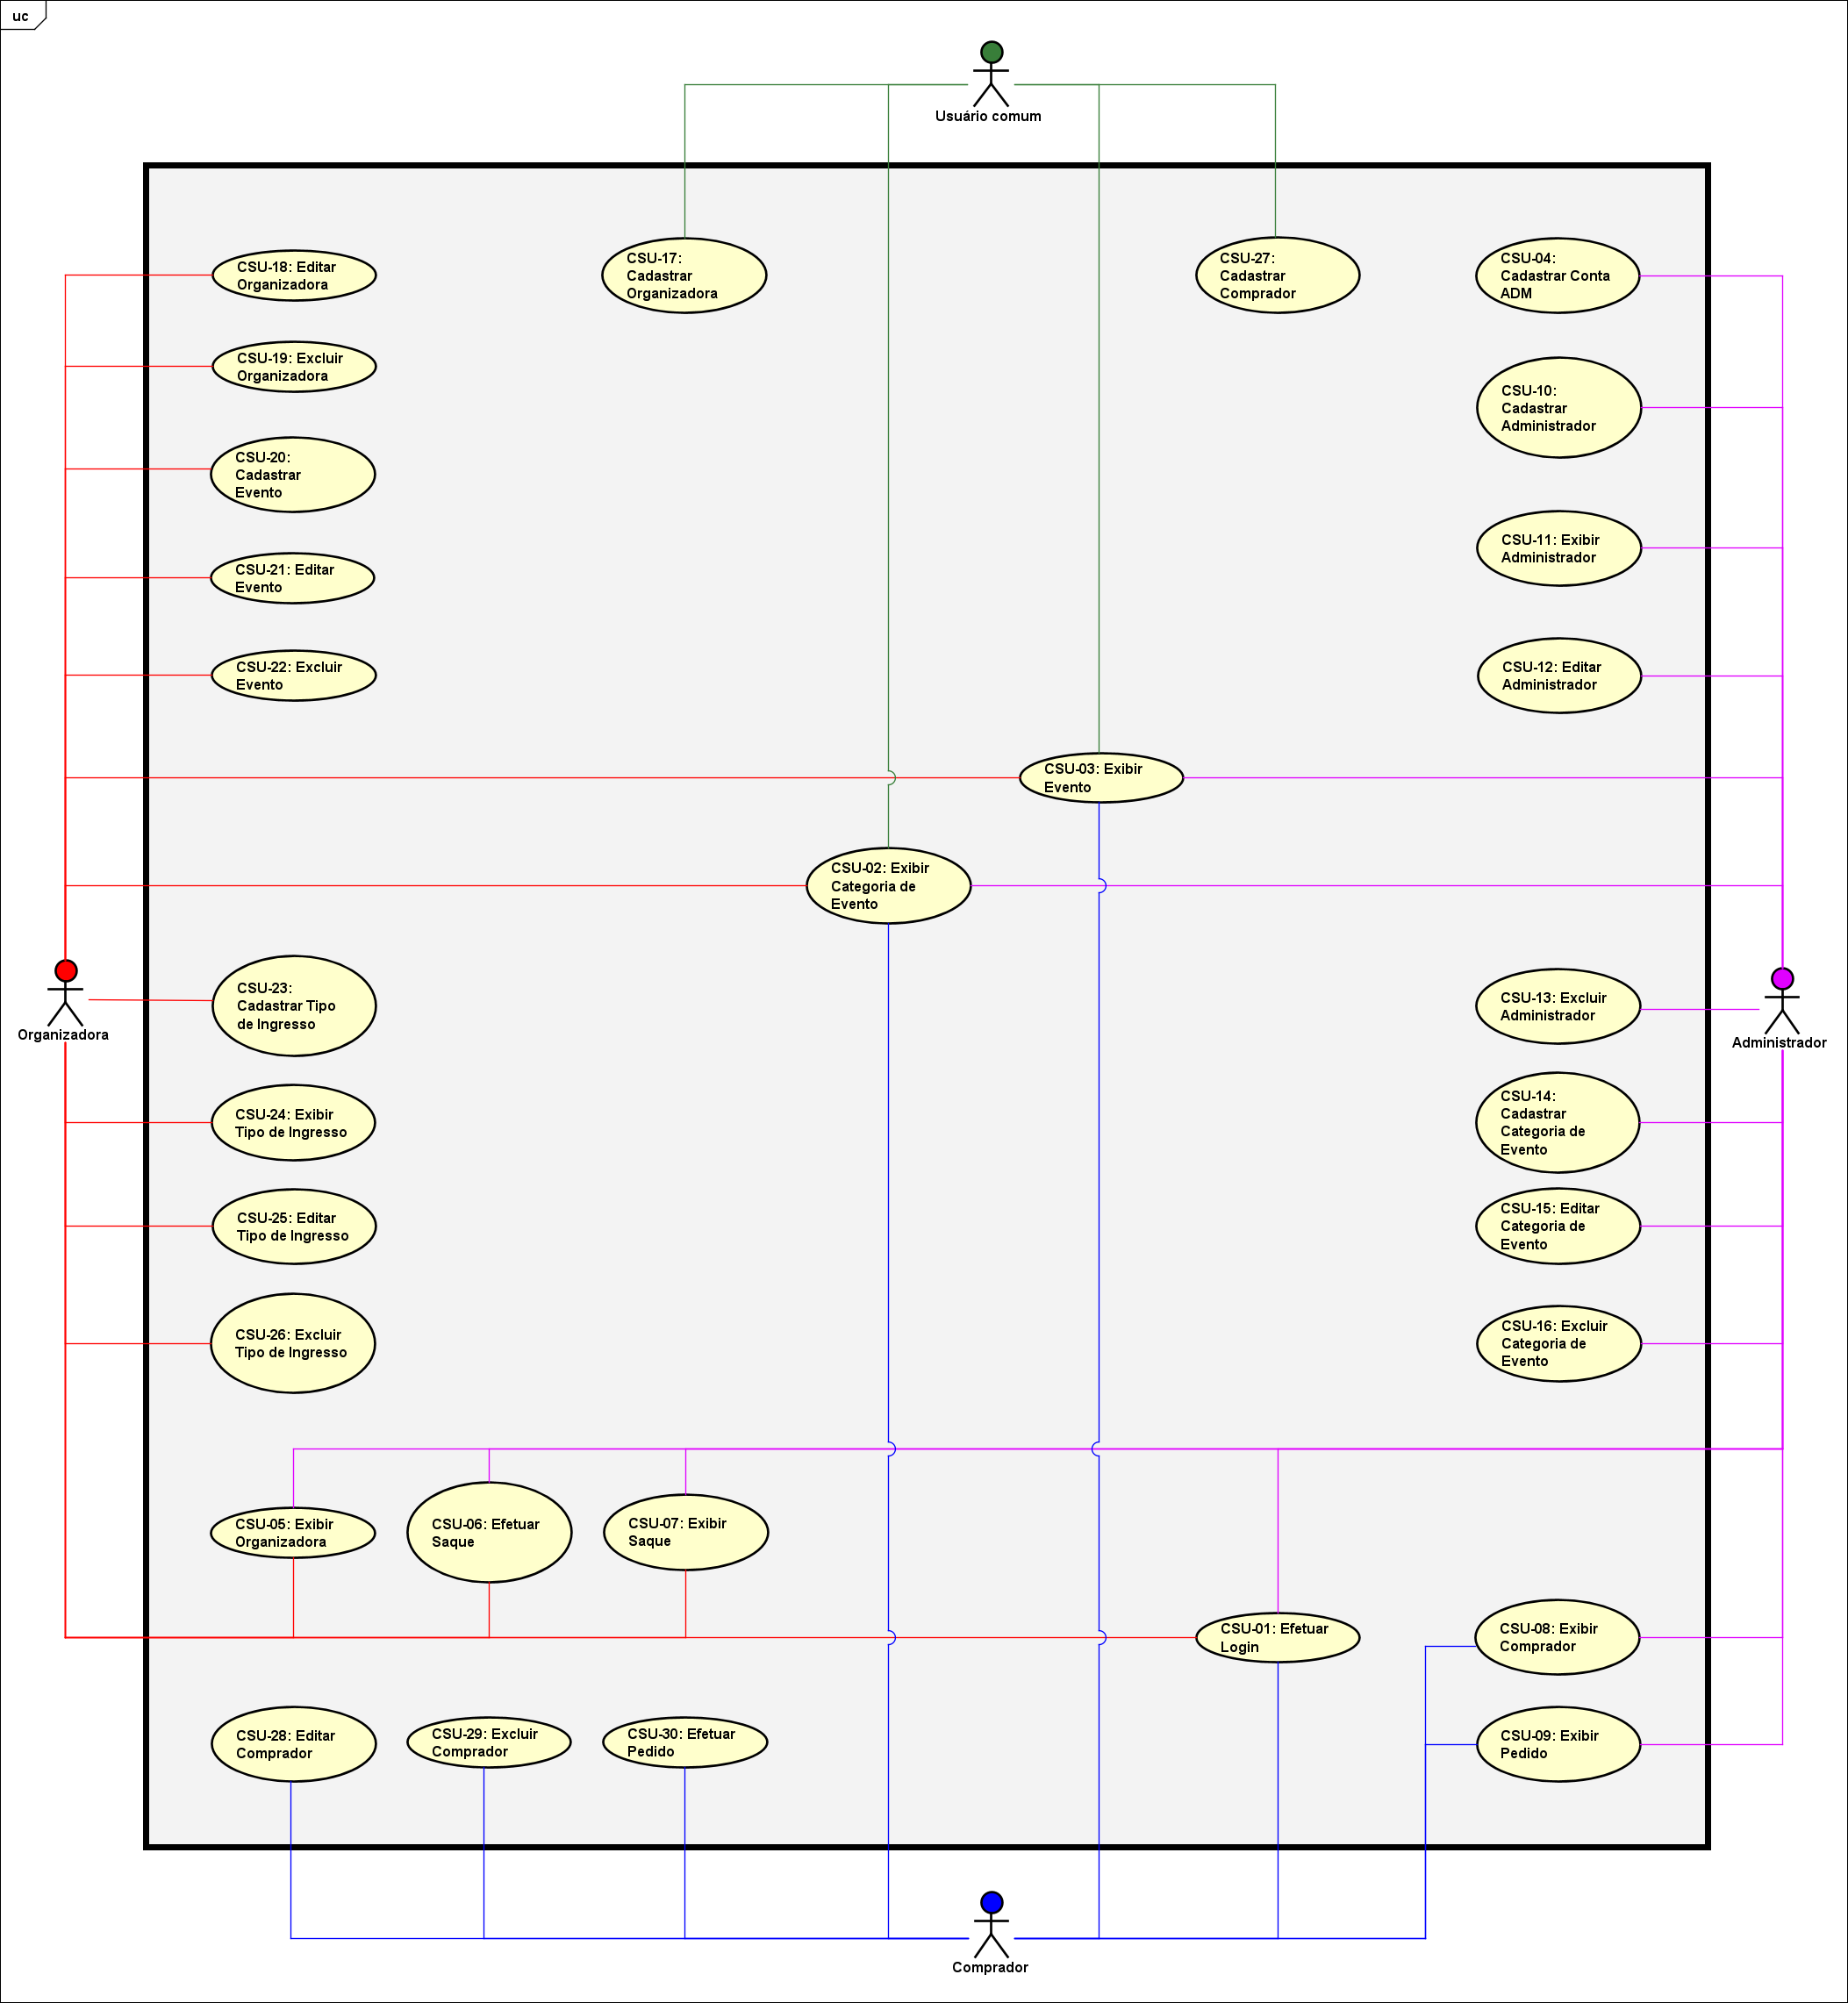 uc
Usuário comum
CSU-18: Editar
Organizadora
CSU-17:
Cadastrar
Organizadora
CSU-27:
Cadastrar
Comprador
CSU-04:
Cadastrar Conta
ADM
CSU-19: Excluir
Organizadora
CSU-10:
Cadastrar
Administrador
CSU-20:
Cadastrar
Evento
CSU-11: Exibir
Administrador
CSU-21: Editar
Evento
CSU-22: Excluir
Evento
CSU-12: Editar
Administrador
CSU-03: Exibir
Evento
CSU-02: Exibir
Categoria de
Evento
Organizadora
CSU-23:
Cadastrar Tipo
de Ingresso
CSU-13: Excluir
Administrador
Administrador
CSU-24: Exibir
Tipo de Ingresso
CSU-14:
Cadastrar
Categoria de
Evento
CSU-25: Editar
Tipo de Ingresso
CSU-15: Editar
Categoria de
Evento
CSU-26: Excluir
Tipo de Ingresso
CSU-16: Excluir
Categoria de
Evento
CSU-05: Exibir
Organizadora
CSU-06: Efetuar
Saque
CSU-07: Exibir
Saque
CSU-01: Efetuar
Login
CSU-08: Exibir
Comprador
CSU-28: Editar
Comprador
CSU-29: Excluir
Comprador
CSU-30: Efetuar
Pedido
CSU-09: Exibir
Pedido
Comprador